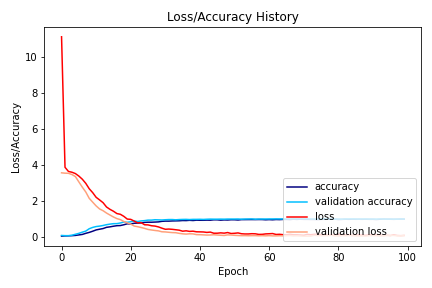 Loss/Accuracy History
Loss/Accuracy
10
8
6
4
2
0
accuracy
validation accuracy
loss
validation loss
0 20 40 60 80 100
Epoch